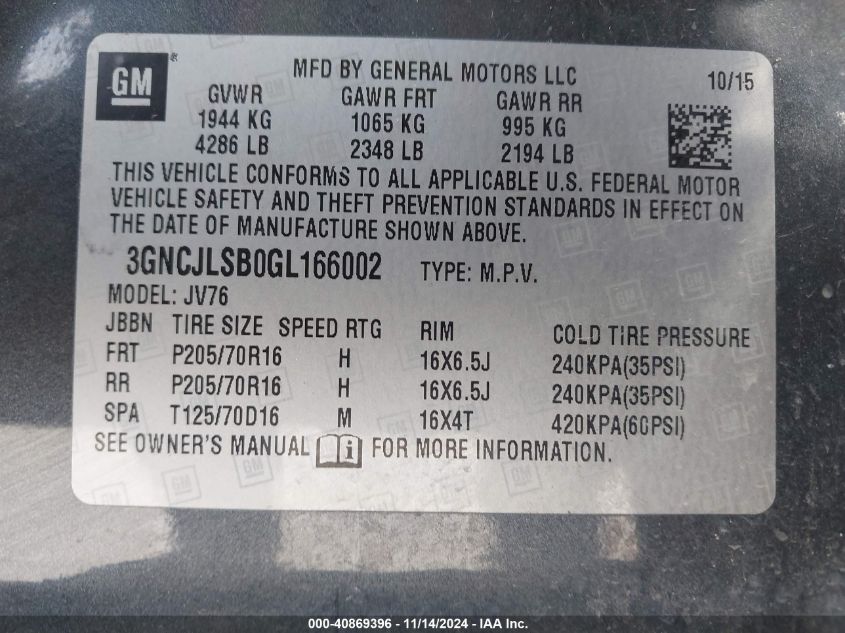 GM
MFD BY GENERAL MOTORS LLC 10/15
GVWR GAWR FRT GAWR RR
1944 KG 1065 KG 995 KG
4286 LB 2348 LB 2194 LB
THIS VEHICLE CONFORMS TO ALL APPLICABLE U.S. FEDERAL MOTOR
VEHICLE SAFETY AND THEFT PREVENTION STANDARDS IN EFFECT ON
THE DATE OF MANUFACTURE SHOWN ABOVE.
3GNCJLSB0GL166002 TYPE: M.P.V.
MODEL: JV76
JBBN TIRE SIZE SPEED RTG RIM COLD TIRE PRESSURE
FRT P205/70R16 H 16X6.5J 240KPA(35PSI)
RR P205/70R16 H 16X6.5J 240KPA(35PSI)
SPA T125/70D16 M 16X4T 420KPA(60PSI)
SEE OWNER'S MANUAL FOR MORE INFORMATION.
000-40869396 - 11/14/2024 - IAA Inc.